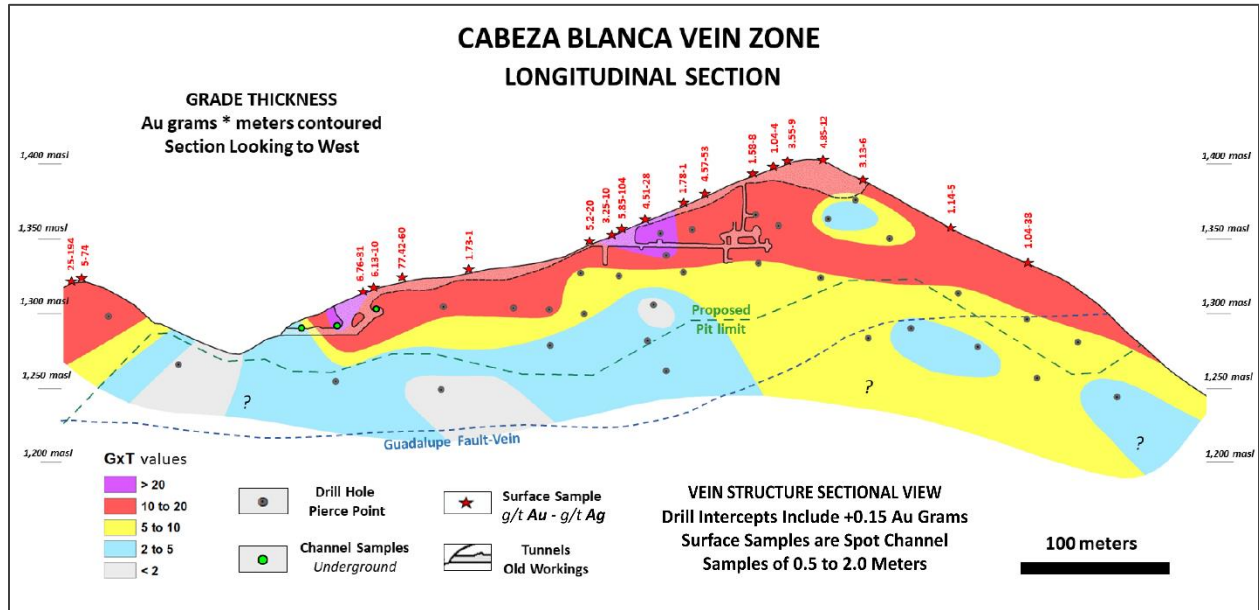 CABEZA BLANCA VEIN ZONE
LONGITUDINAL SECTION
GRADE THICKNESS
Au grams * meters contoured
Section Looking to West
1,400 masl
1,350 masl
1,300 masl
1,250 masl
1,200 masl
1,400 masl
1,350 masl
1,300 masl
1,250 masl
1,200 masl
25-194
5-74
6.76-81
6.13-10
77.42-60
1.73-1
5.2-20
3.25-10
5.85-104
4.51-28
1.78-1
4.57-53
1.58-8
1.04-4
3.55-9
4.85-12
3.13-6
1.14-5
1.04-38
Proposed
Pit limit
?
?
?
Guadalupe Fault-Vein
GxT values
> 20
10 to 20
5 to 10
2 to 5
< 2
Drill Hole
Pierce Point
Channel Samples
Underground
Surface Sample
g/t Au - g/t Ag
Tunnels
Old Workings
VEIN STRUCTURE SECTIONAL VIEW
Drill Intercepts Include +0.15 Au Grams
Surface Samples are Spot Channel
Samples of 0.5 to 2.0 Meters
100 meters